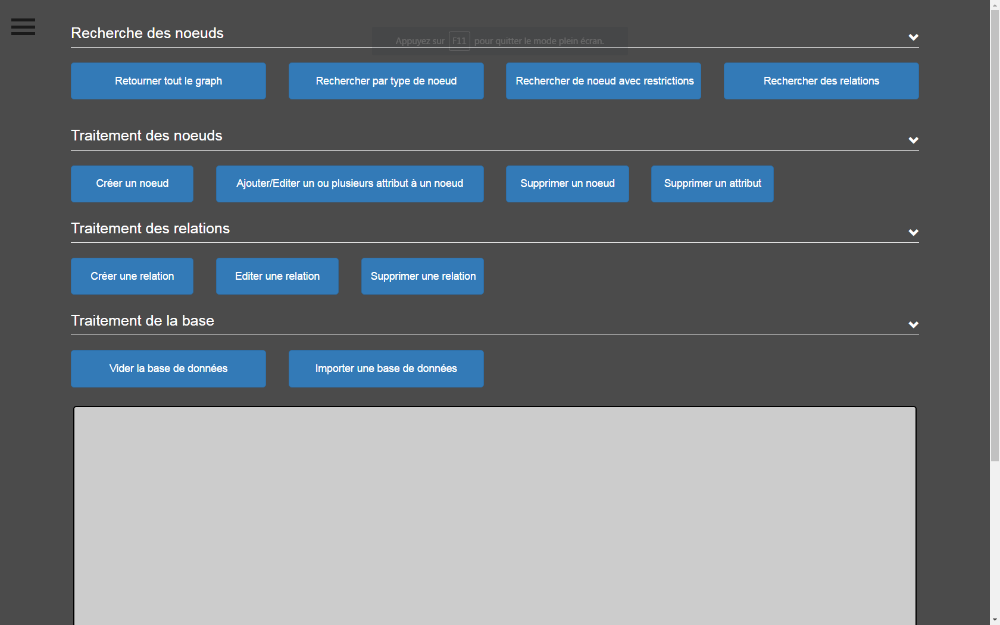 Recherche des noeuds
Appuyez sur F11 pour quitter le mode plein écran.
Retourner tout le graph
Rechercher par type de noeud
Rechercher de noeud avec restrictions
Rechercher des relations
Traitement des noeuds
Créer un noeud
Ajouter/Editer un ou plusieurs attribut à un noeud
Supprimer un noeud
Supprimer un attribut
Traitement des relations
Créer une relation
Editer une relation
Supprimer une relation
Traitement de la base
Vider la base de données
Importer une base de données